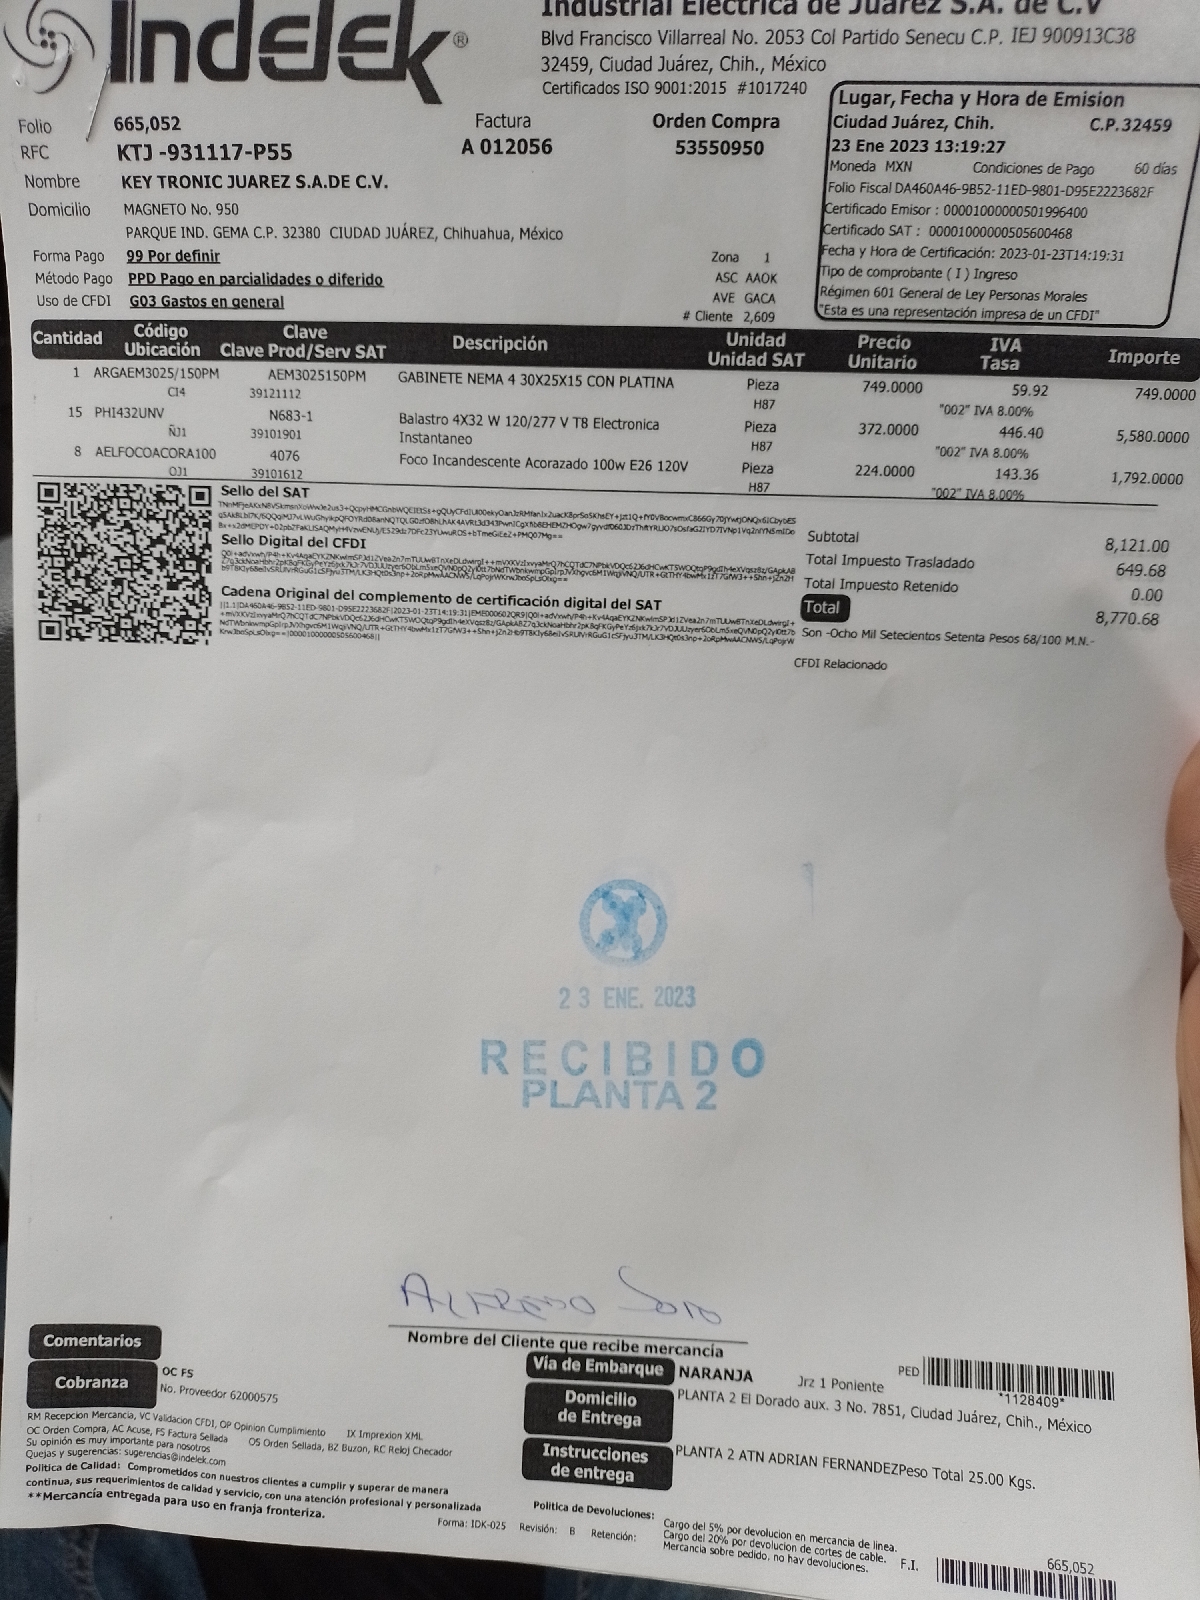 Indelek®
Industrial Electrica de Juarez S.A. de C.V
Blvd Francisco Villarreal No. 2053 Col Partido Senecu C.P. IEJ 900913C38
32459, Ciudad Juárez, Chih., México
Certificados ISO 9001:2015 #1017240
Folio 665,052
RFC KTJ -931117-P55
Factura
A 012056
Orden Compra
53550950
Nombre KEY TRONIC JUAREZ S.A.DE C.V.
Domicilio MAGNETO No. 950
PARQUE IND. GEMA C.P. 32380 CIUDAD JUÁREZ, Chihuahua, México
Forma Pago 99 Por definir
Método Pago PPD Pago en parcialidades o diferido
Uso de CFDI G03 Gastos en general
Zona 1
ASC AAOK
AVE GACA
# Cliente 2,609
Lugar, Fecha y Hora de Emision
Ciudad Juárez, Chih. C.P.32459
23 Ene 2023 13:19:27
Moneda MXN Condiciones de Pago 60 días
Folio Fiscal DA460A46-9B52-11ED-9801-D95E2223682F
Certificado Emisor : 00001000000501996400
Certificado SAT : 00001000000505600468
Fecha y Hora de Certificación: 2023-01-23T14:19:31
Tipo de comprobante ( I ) Ingreso
Régimen 601 General de Ley Personas Morales
"Esta es una representación impresa de un CFDI"
Cantidad Código Ubicación Clave Clave Prod/Serv SAT Descripción Unidad Unidad SAT Precio Unitario IVA Tasa Importe
1 ARGAEM3025/150PM AEM3025150PM GABINETE NEMA 4 30X25X15 CON PLATINA Pieza 749.0000 59.92 749.0000
CI4 39121112 H87 "002" IVA 8.00%
15 PHI432UNV N683-1 Balastro 4X32 W 120/277 V T8 Electronica Pieza 372.0000 446.40 5,580.0000
ÑJ1 39101901 Instantaneo H87 "002" IVA 8.00%
8 AELFOCOACORA100 4076 Foco Incandescente Acorazado 100w E26 120V Pieza 224.0000 143.36 1,792.0000
OJ1 39101612 H87 "002" IVA 8.00%
Sello del SAT
Sello Digital del CFDI
Cadena Original del complemento de certificación digital del SAT
Subtotal 8,121.00
Total Impuesto Trasladado 649.68
Total Impuesto Retenido 0.00
Total 8,770.68
Son -Ocho Mil Setecientos Setenta Pesos 68/100 M.N.-
CFDI Relacionado
23 ENE. 2023
RECIBIDO
PLANTA 2
ALFREDO SOTO
Nombre del Cliente que recibe mercancía
Comentarios
Cobranza
OC FS
No. Proveedor 62000575
Vía de Embarque NARANJA Jrz 1 Poniente PED
*1128409*
Domicilio de Entrega PLANTA 2 El Dorado aux. 3 No. 7851, Ciudad Juárez, Chih., México
Instrucciones de entrega PLANTA 2 ATN ADRIAN FERNANDEZPeso Total 25.00 Kgs.
RM Recepcion Mercancia, VC Validacion CFDI, OP Opinion Cumplimiento IX Imprexion XML
OC Orden Compra, AC Acuse, FS Factura Sellada OS Orden Sellada, BZ Buzon, RC Reloj Checador
Su opinión es muy importante para nosotros
Quejas y sugerencias: sugerencias@indelek.com
Politica de Calidad: Comprometidos con nuestros clientes a cumplir y superar de manera
continua, sus requerimientos de calidad y servicio, con una atención profesional y personalizada
**Mercancía entregada para uso en franja fronteriza.
Forma: IDK-025 Revisión: B Retención:
Politica de Devoluciones:
Cargo del 5% por devolucion en mercancia de linea.
Cargo del 20% por devolucion de cortes de cable.
Mercancia sobre pedido, no hay devoluciones.
F.I. 665,052